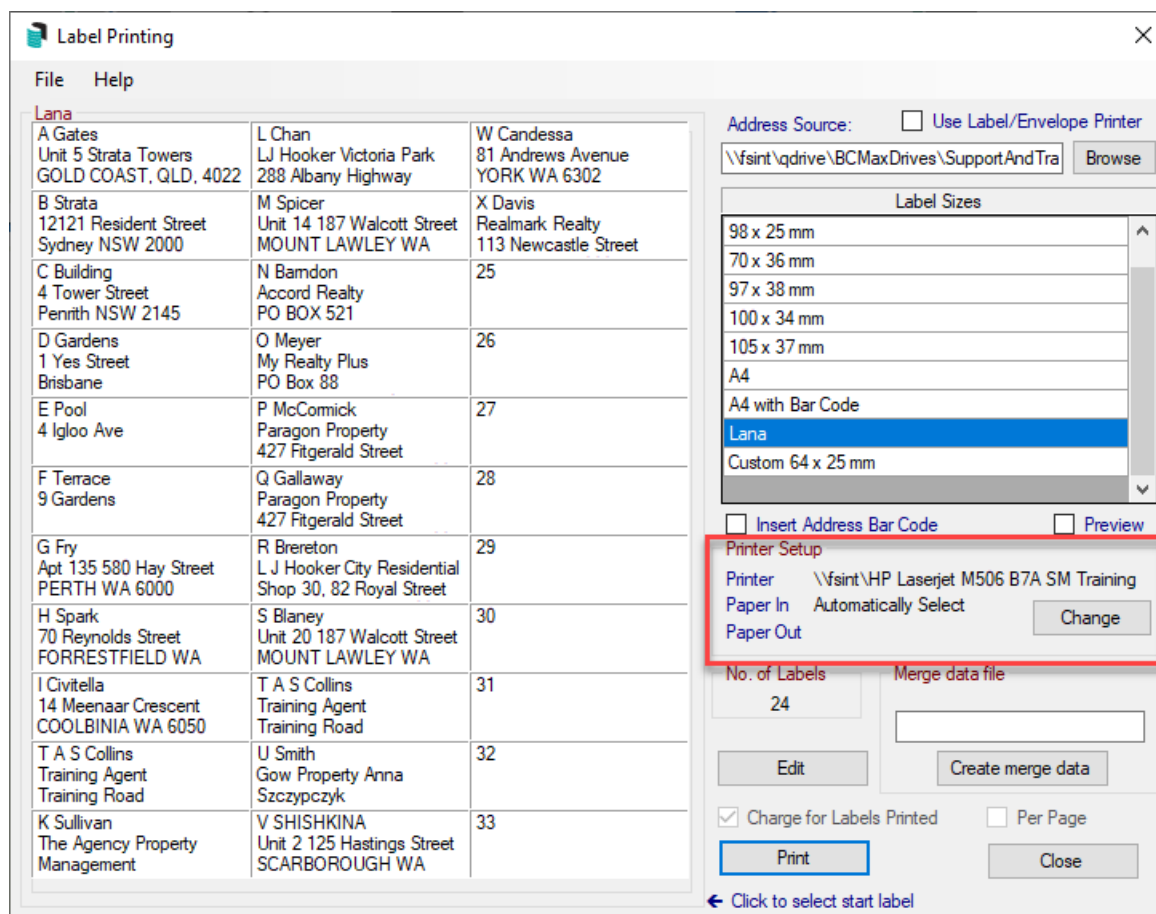 Label Printing
File Help
Lana
A Gates
Unit 5 Strata Towers
GOLD COAST, QLD, 4022
B Strata
12121 Resident Street
Sydney NSW 2000
C Building
4 Tower Street
Penrith NSW 2145
D Gardens
1 Yes Street
Brisbane
E Pool
4 Igloo Ave
F Terrace
9 Gardens
G Fry
Apt 135 580 Hay Street
PERTH WA 6000
H Spark
70 Reynolds Street
FORRESTFIELD WA
I Civitella
14 Meenaar Crescent
COOLBINIA WA 6050
T A S Collins
Training Agent
Training Road
K Sullivan
The Agency Property
Management
L Chan
LJ Hooker Victoria Park
288 Albany Highway
M Spicer
Unit 14 187 Walcott Street
MOUNT LAWLEY WA
N Barndon
Accord Realty
PO BOX 521
O Meyer
My Realty Plus
PO Box 88
P McCormick
Paragon Property
427 Fitgerald Street
Q Gallaway
Paragon Property
427 Fitgerald Street
R Brereton
L J Hooker City Residential
Shop 30, 82 Royal Street
S Blaney
Unit 20 187 Walcott Street
MOUNT LAWLEY WA
T A S Collins
Training Agent
Training Road
U Smith
Gow Property Anna
Szczypczyk
V SHISHKINA
Unit 2 125 Hastings Street
SCARBOROUGH WA
W Candessa
81 Andrews Avenue
YORK WA 6302
X Davis
Realmark Realty
113 Newcastle Street
25
26
27
28
29
30
31
32
33
Address Source:
Use Label/Envelope Printer
\\fsint\qdrive\BCMaxDrives\SupportAndTra
Browse
Label Sizes
98 x 25 mm
70 x 36 mm
97 x 38 mm
100 x 34 mm
105 x 37 mm
A4
A4 with Bar Code
Lana
Custom 64 x 25 mm
Insert Address Bar Code
Preview
Printer Setup
Printer \\fsint\HP Laserjet M506 B7A SM Training
Paper In Automatically Select
Change
Paper Out
No. of Labels
24
Merge data file
Edit
Create merge data
Charge for Labels Printed
Per Page
Print
Close
← Click to select start label